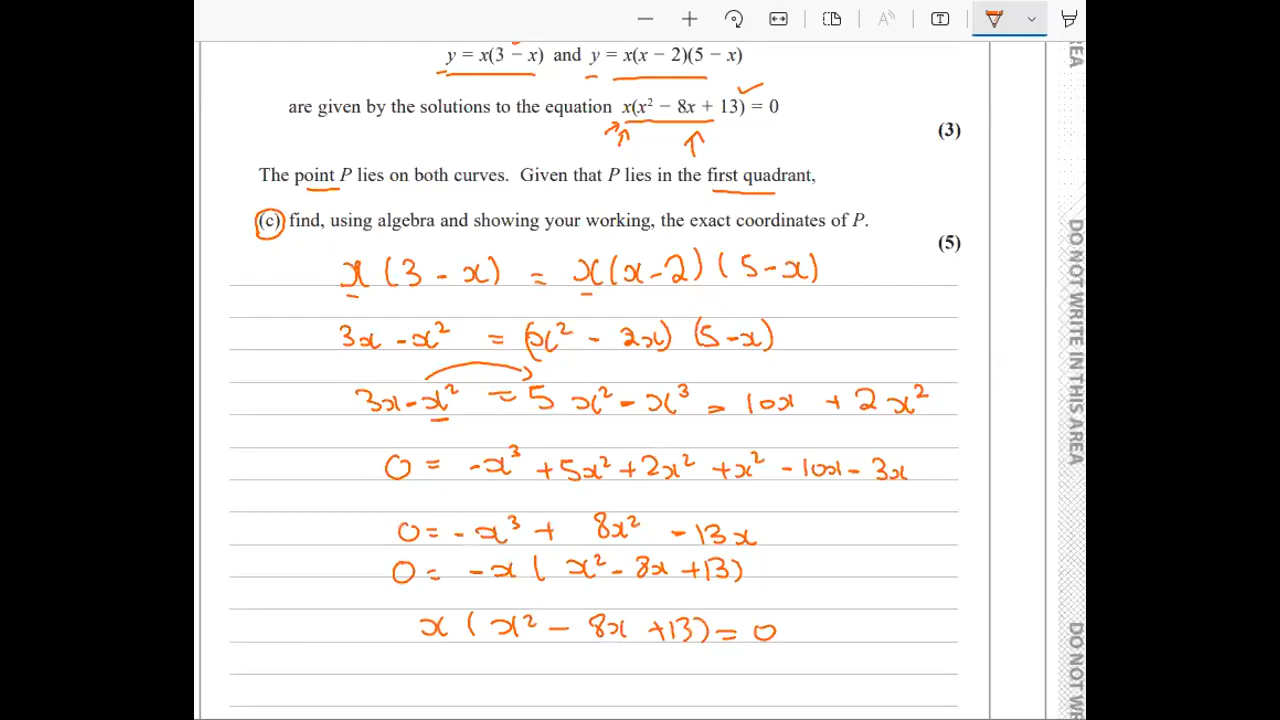 y = x(3 − x) and y = x(x − 2)(5 − x)
are given by the solutions to the equation x(x² − 8x + 13) = 0
(3)
The point P lies on both curves. Given that P lies in the first quadrant,
(c) find, using algebra and showing your working, the exact coordinates of P.
(5)
x (3 - x) = x(x-2) (5-x)
3x - x² = (x² - 2x) (5-x)
3x - x² = 5x² - x³ - 10x + 2x²
0 = -x³ + 5x² + 2x² + x² - 10x - 3x
0 = -x³ + 8x² - 13x
0 = -x ( x² - 8x + 13)
x ( x² - 8x + 13) = 0
AREA
DO NOT WRITE IN THIS AREA
DO NOT WR